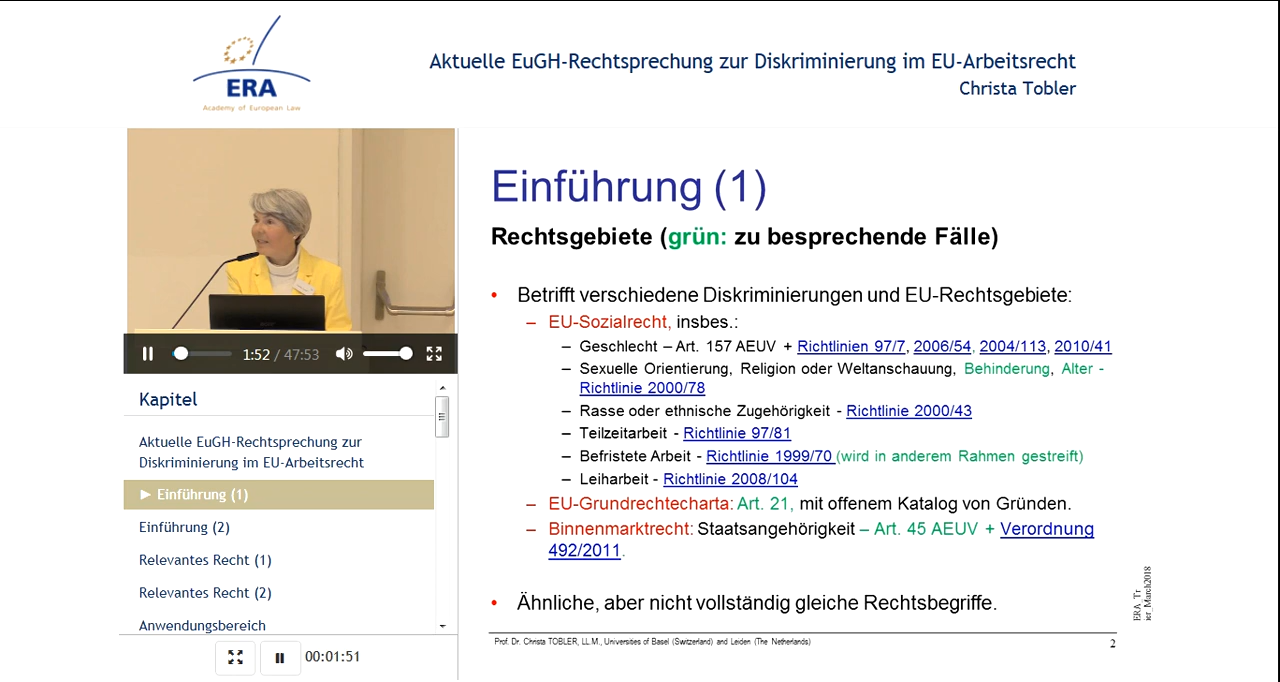 ERA
Academy of European Law
Aktuelle EuGH-Rechtsprechung zur Diskriminierung im EU-Arbeitsrecht
Christa Tobler
1:52 / 47:53
Kapitel
Aktuelle EuGH-Rechtsprechung zur
Diskriminierung im EU-Arbeitsrecht
► Einführung (1)
Einführung (2)
Relevantes Recht (1)
Relevantes Recht (2)
Anwendungsbereich
00:01:51
Einführung (1)
Rechtsgebiete (grün: zu besprechende Fälle)
• Betrifft verschiedene Diskriminierungen und EU-Rechtsgebiete:
– EU-Sozialrecht, insbes.:
– Geschlecht – Art. 157 AEUV + Richtlinien 97/7, 2006/54, 2004/113, 2010/41
– Sexuelle Orientierung, Religion oder Weltanschauung, Behinderung, Alter -
Richtlinie 2000/78
– Rasse oder ethnische Zugehörigkeit - Richtlinie 2000/43
– Teilzeitarbeit - Richtlinie 97/81
– Befristete Arbeit - Richtlinie 1999/70 (wird in anderem Rahmen gestreift)
– Leiharbeit - Richtlinie 2008/104
– EU-Grundrechtecharta: Art. 21, mit offenem Katalog von Gründen.
– Binnenmarktrecht: Staatsangehörigkeit – Art. 45 AEUV + Verordnung
492/2011.
• Ähnliche, aber nicht vollständig gleiche Rechtsbegriffe.
Prof. Dr. Christa TOBLER, LL.M., Universities of Basel (Switzerland) and Leiden (The Netherlands)
2
ERA_Tr
ier_March2018